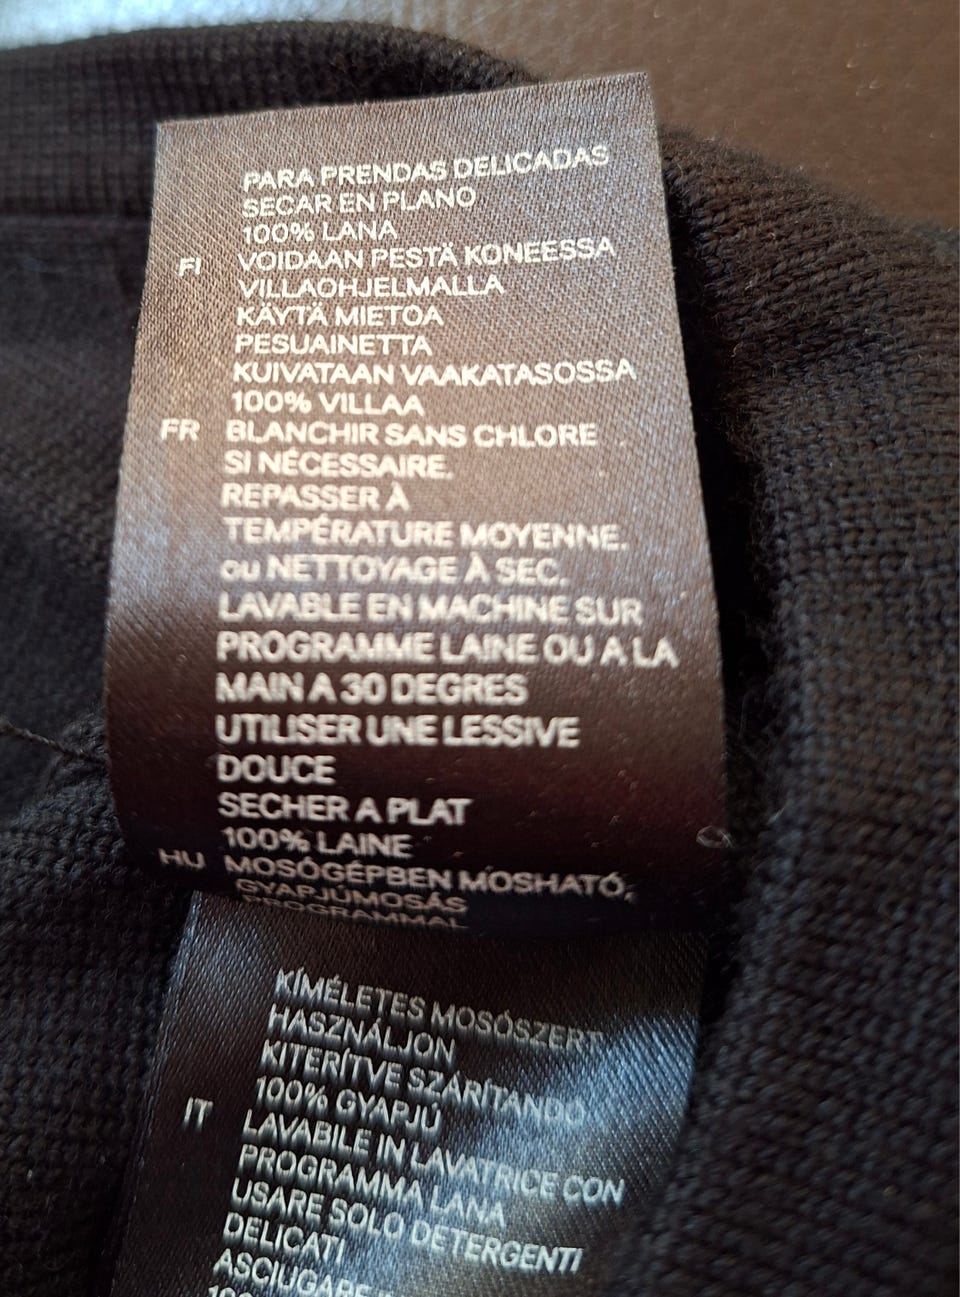 PARA PRENDAS DELICADAS
SECAR EN PLANO
100% LANA
FI VOIDAAN PESTÄ KONEESSA
VILLAOHJELMALLA
KÄYTÄ MIETOA
PESUAINETTA
KUIVATAAN VAAKATASOSSA
100% VILLAA
FR BLANCHIR SANS CHLORE
SI NÉCESSAIRE.
REPASSER À
TEMPÉRATURE MOYENNE.
ou NETTOYAGE À SEC.
LAVABLE EN MACHINE SUR
PROGRAMME LAINE OU A LA
MAIN A 30 DEGRES
UTILISER UNE LESSIVE
DOUCE
SECHER A PLAT
100% LAINE
HU MOSÓGÉPBEN MOSHATÓ,
GYAPJÚMOSÁS
PROGRAMMAL
KÍMÉLETES MOSÓSZERT
HASZNÁLJON
KITERÍTVE SZÁRÍTANDÓ
100% GYAPJÚ
IT LAVABILE IN LAVATRICE CON
PROGRAMMA LANA
USARE SOLO DETERGENTI
DELICATI